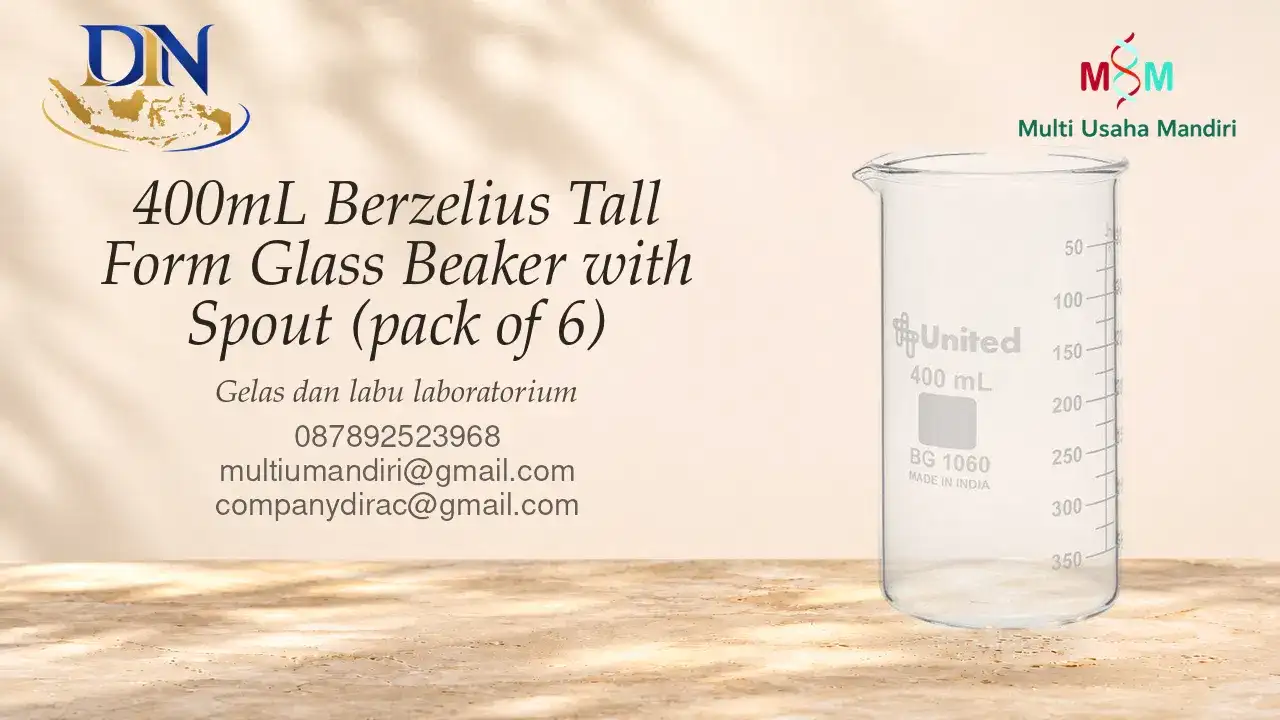 DIN
MSM
Multi Usaha Mandiri
400mL Berzelius Tall
Form Glass Beaker with
Spout (pack of 6)
Gelas dan labu laboratorium
087892523968
multiumandiri@gmail.com
companydirac@gmail.com
50
100
United
150
400 mL
200
250
BG 1060
MADE IN INDIA
300
350